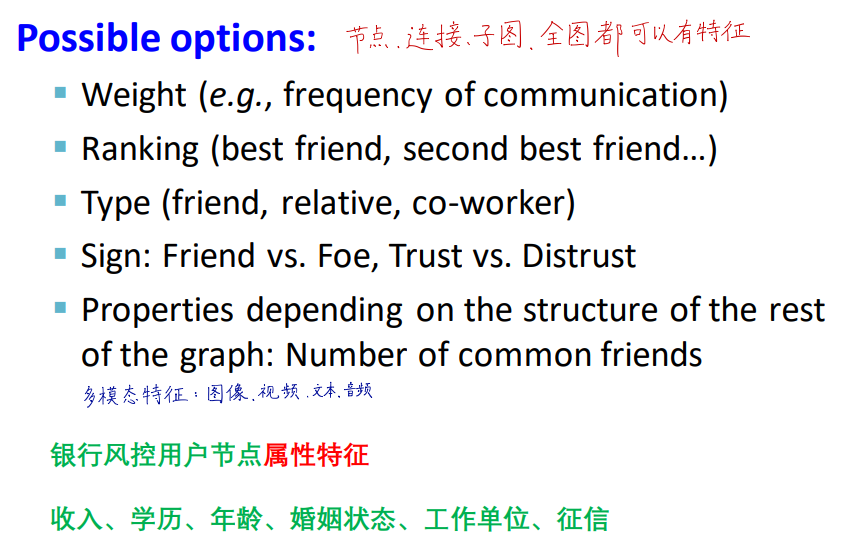 Possible options: 节点、连接、子图、全图都可以有特征
▪ Weight (e.g., frequency of communication)
▪ Ranking (best friend, second best friend…)
▪ Type (friend, relative, co-worker)
▪ Sign: Friend vs. Foe, Trust vs. Distrust
▪ Properties depending on the structure of the rest
of the graph: Number of common friends
多模态特征：图像、视频、文本、音频
银行风控用户节点属性特征
收入、学历、年龄、婚姻状态、工作单位、征信